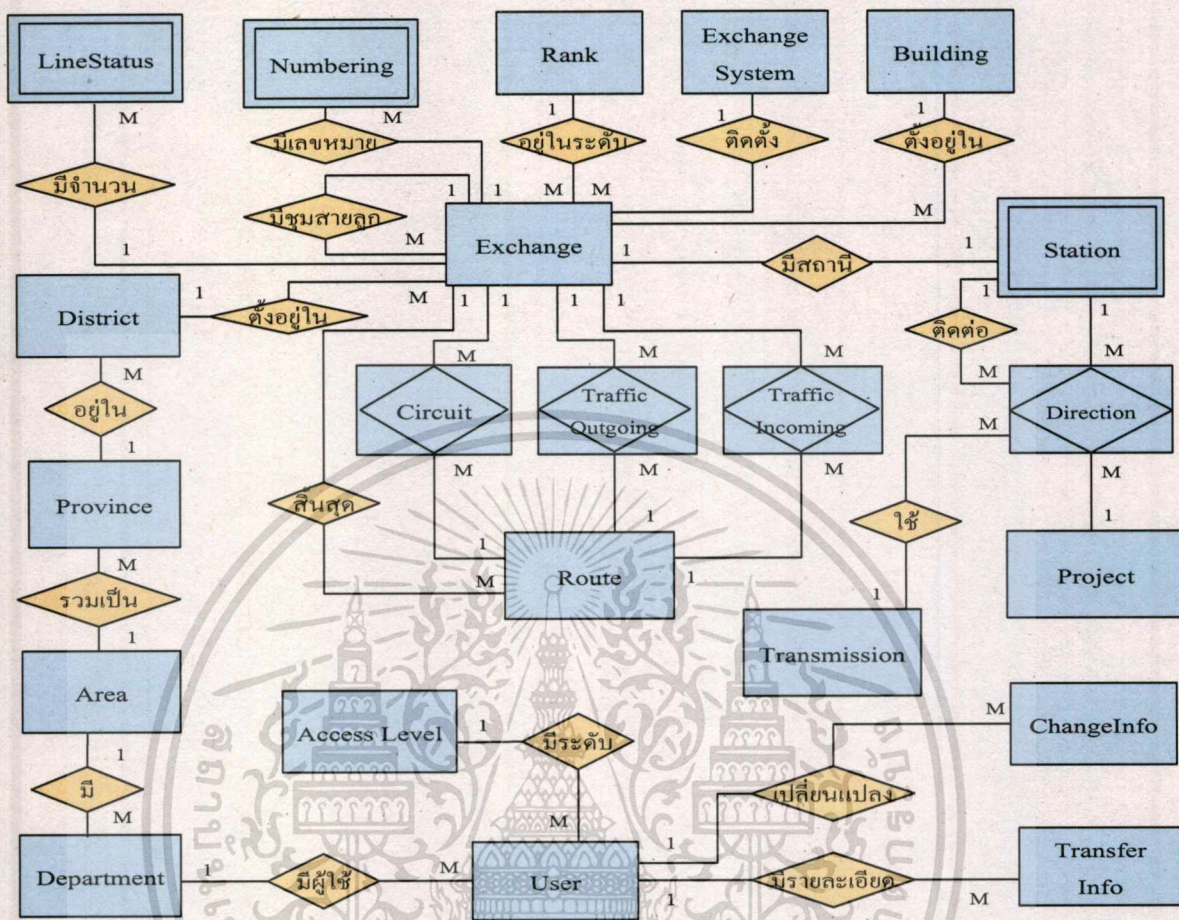 LineStatus
Numbering
Rank
Exchange
System
Building
M
M
1
1
1
มีเลขหมาย
อยู่ในระดับ
ติดตั้ง
ตั้งอยู่ใน
มีจำนวน
1
1
M
M
M
มีชุมสายลูก
M
Exchange
1
1
มีสถานี
1
Station
District
1
ตั้งอยู่ใน
M
1
1
1
1
1
ติดต่อ
1
M
M
M
M
M
M
อยู่ใน
Circuit
Traffic
Outgoing
Traffic
Incoming
Direction
1
M
M
M
M
M
Province
สิ้นสุด
ใช้
M
1
1
1
1
รวมเป็น
M
Route
Project
1
1
Area
Transmission
Access Level
1
มีระดับ
M
ChangeInfo
1
มี
เปลี่ยนแปลง
M
M
1
Department
1
มีผู้ใช้
M
User
1
มีรายละเอียด
M
Transfer
Info